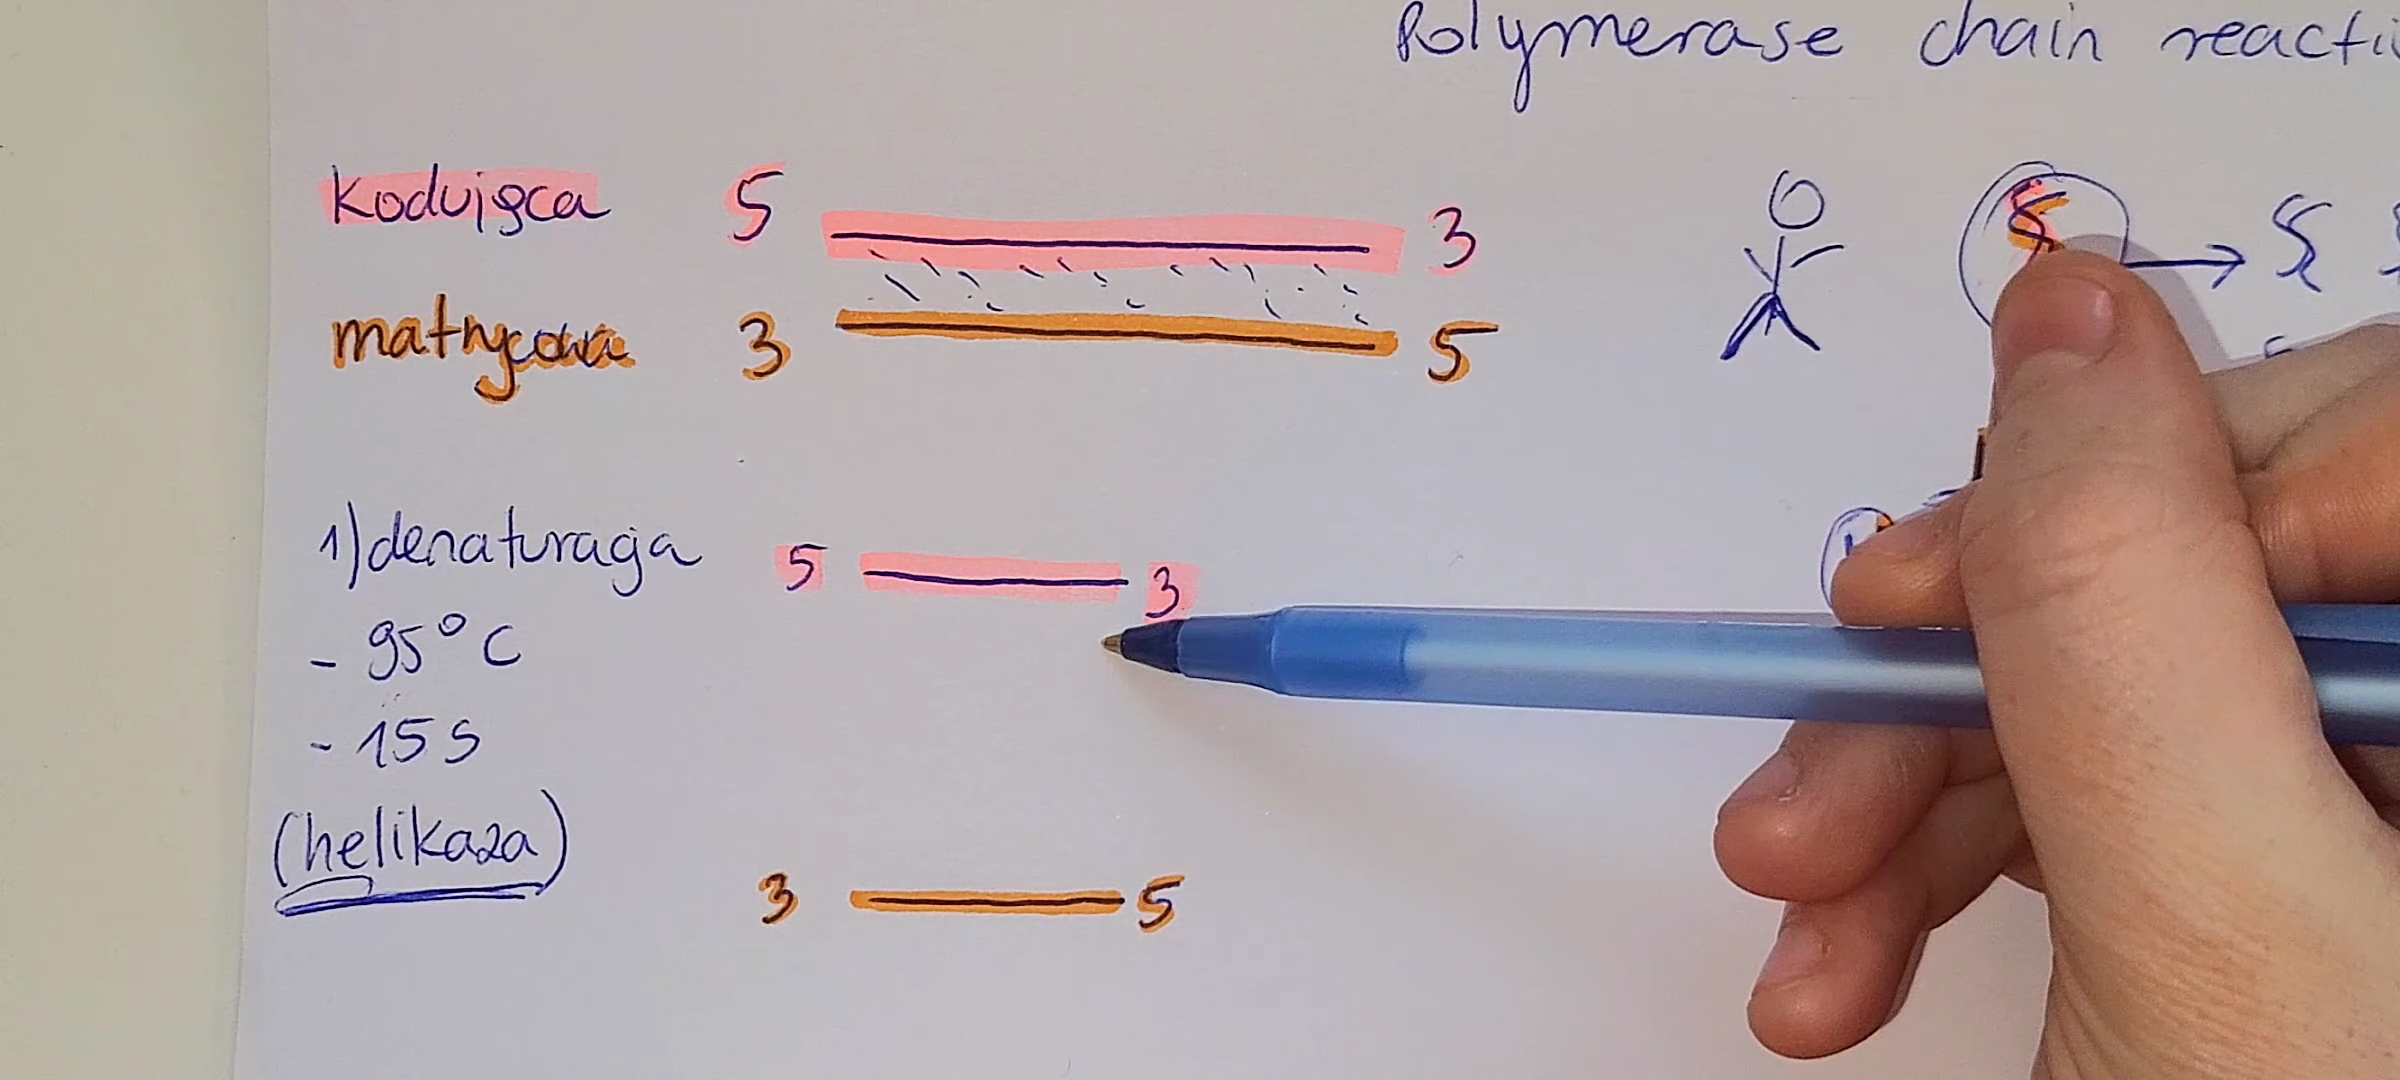 Polymerase chain reacti
kodująca 5 3
matrycowa 3 5
1) denaturacja 5 3
- 95° C
- 15 s
(helikaza)
3 5